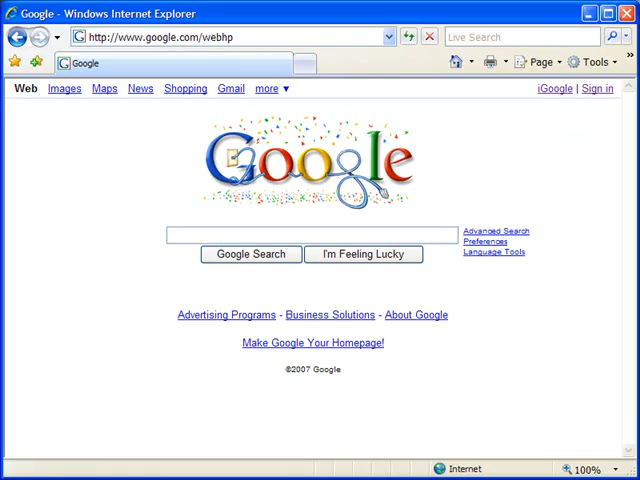 Google - Windows Internet Explorer
http://www.google.com/webhp
Live Search
Google
Page
Tools
Web Images Maps News Shopping Gmail more ▼
iGoogle | Sign in
Google
Advanced Search
Preferences
Language Tools
Google Search
I'm Feeling Lucky
Advertising Programs - Business Solutions - About Google
Make Google Your Homepage!
©2007 Google
Internet
100%